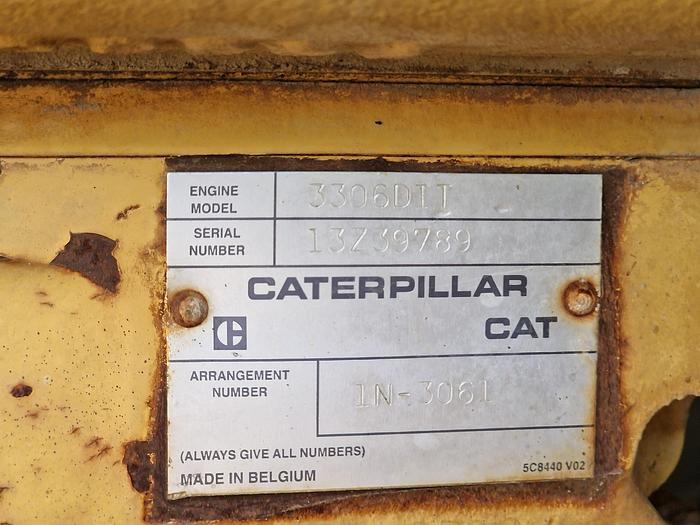 ENGINE MODEL 3306DIT
SERIAL NUMBER 13Z39789
CATERPILLAR
C CAT
ARRANGEMENT NUMBER 1N-3061
(ALWAYS GIVE ALL NUMBERS)
MADE IN BELGIUM 5C8440 V02